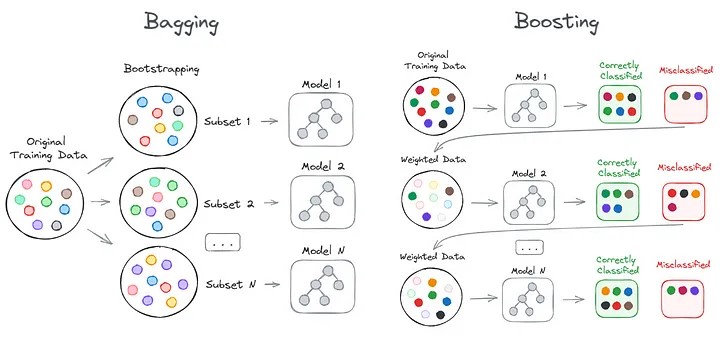 Bagging
Bootstrapping
Original
Training Data
Subset 1
Model 1
Subset 2
Model 2
...
Subset N
Model N
Boosting
Original
Training Data
Model 1
Correctly
Classified
Misclassified
Weighted Data
Model 2
Correctly
Classified
Misclassified
...
Weighted Data
Model N
Correctly
Classified
Misclassified